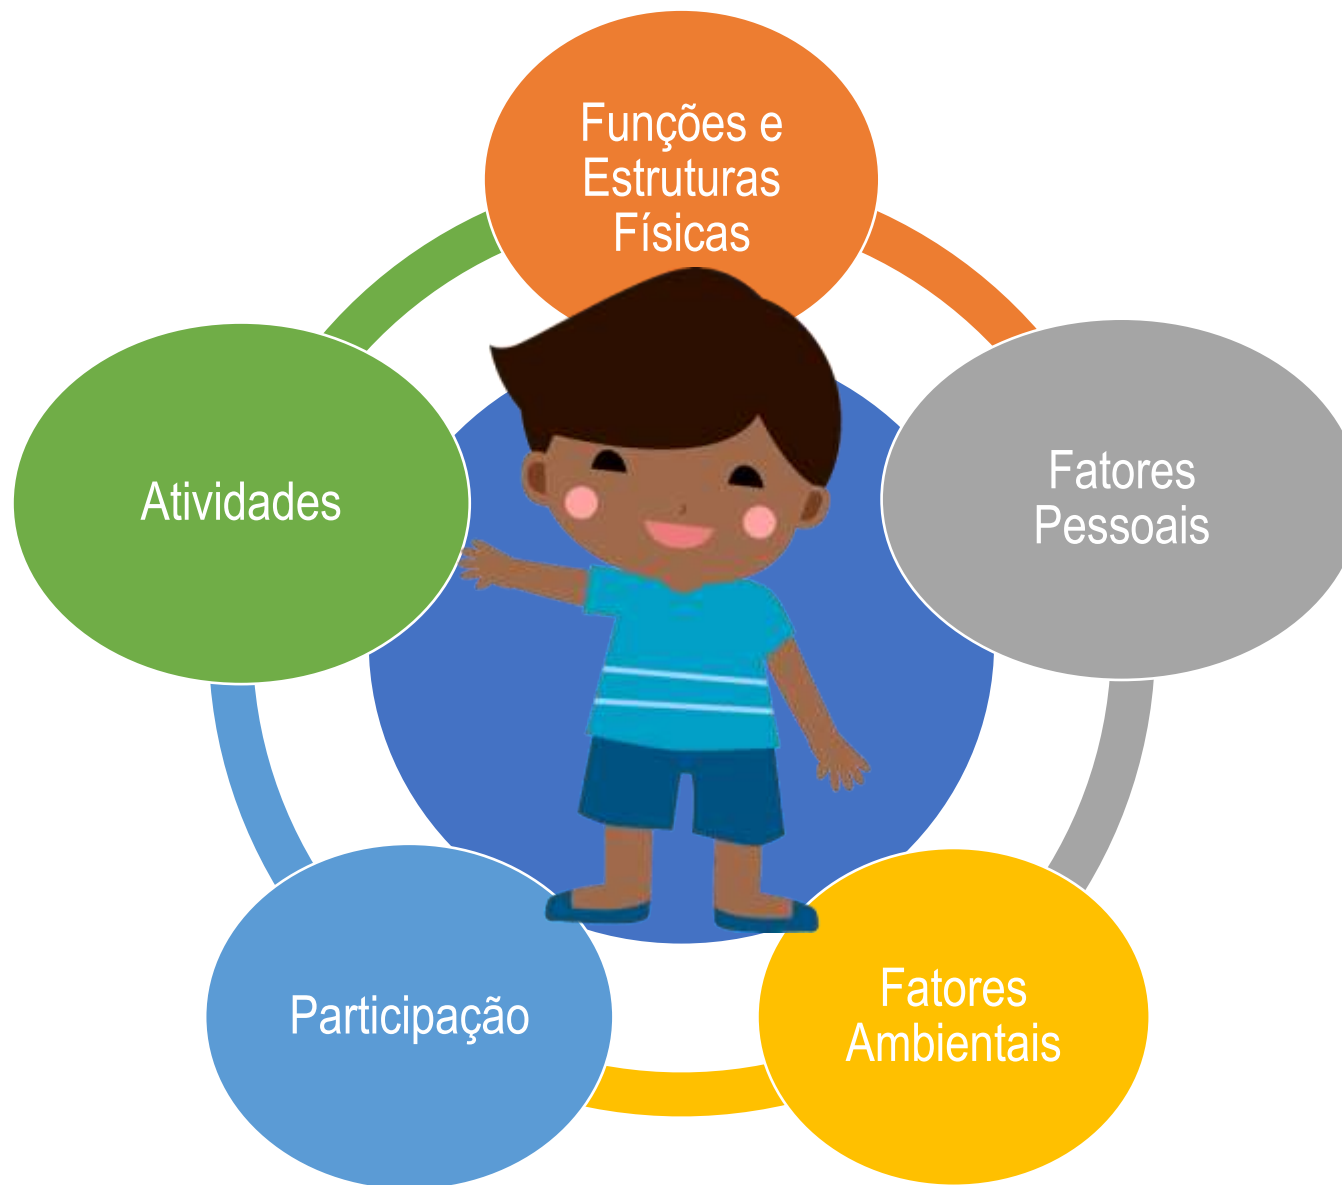 Funções e
Estruturas
Físicas
Atividades
Fatores
Pessoais
Participação
Fatores
Ambientais